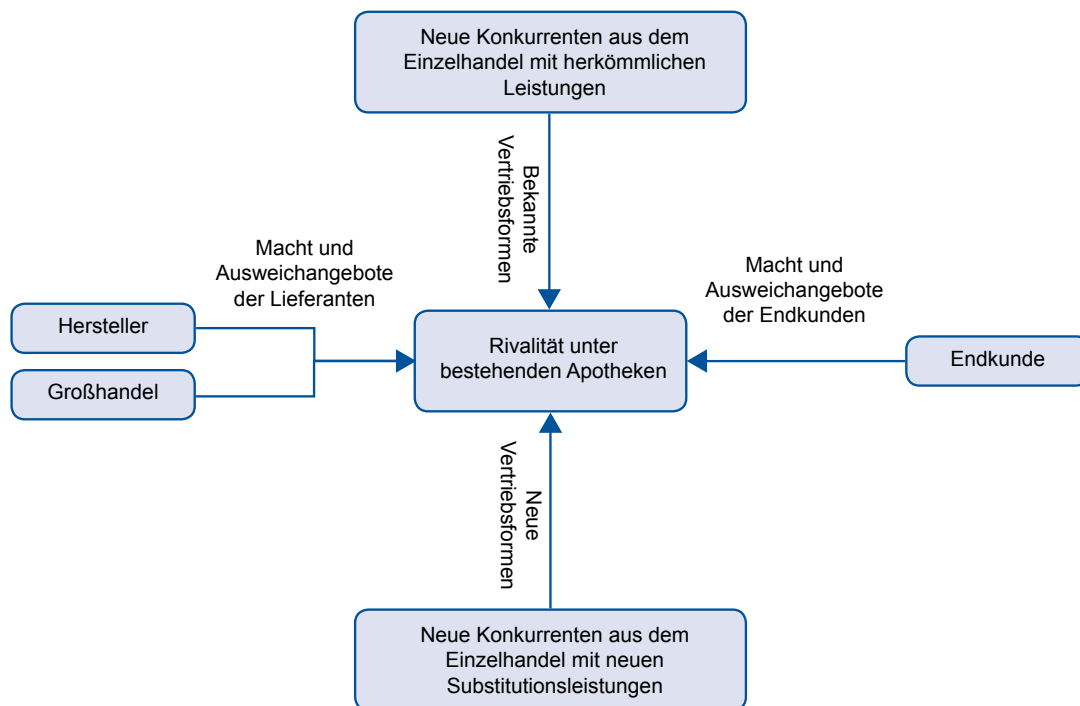 Neue Konkurrenten aus dem
Einzelhandel mit herkömmlichen
Leistungen
Bekannte
Vertriebsformen
Macht und
Ausweichangebote
der Lieferanten
Macht und
Ausweichangebote
der Endkunden
Hersteller
Großhandel
Rivalität unter
bestehenden Apotheken
Endkunde
Neue
Vertriebsformen
Neue Konkurrenten aus dem
Einzelhandel mit neuen
Substitutionsleistungen